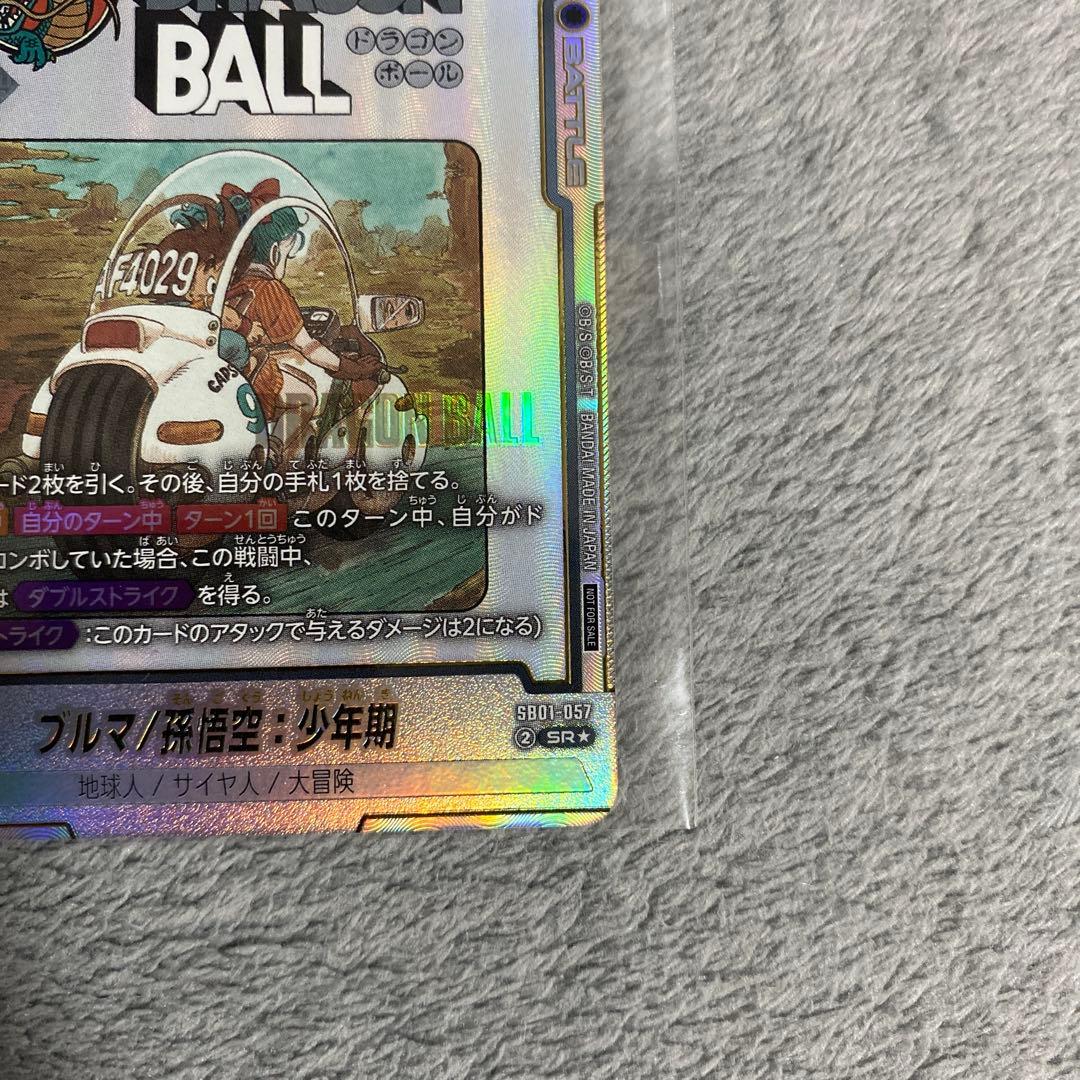 DRAGON
BALL
ドラゴン
ボール
BATTLE
AF4029
CAPS
9
DRAGON BALL
ード2枚を引く。その後、自分の手札1枚を捨てる。
自分のターン中 ターン1回 このターン中、自分がド
コンボしていた場合、この戦闘中、
は ダブルストライク を得る。
トライク :このカードのアタックで与えるダメージは2になる)
©B/S ©B/S・T BANDAI MADE IN JAPAN
NOT FOR SALE
ブルマ/孫悟空:少年期
SB01-057
② SR★
地球人 / サイヤ人 / 大冒険